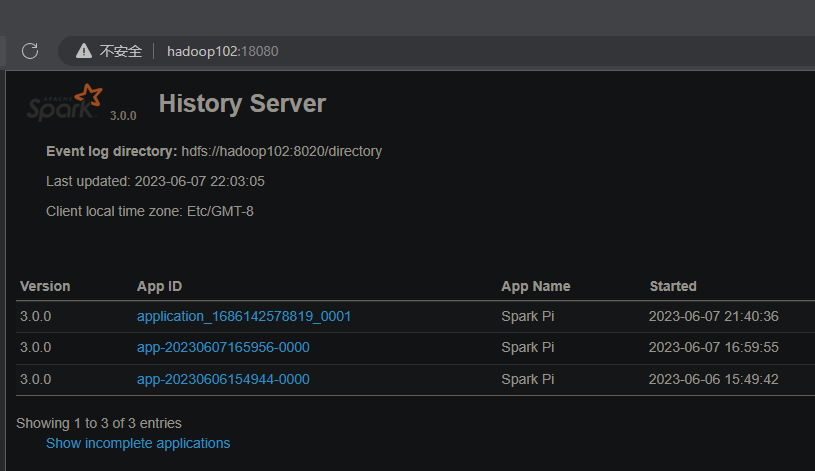 不安全 hadoop102:18080
APACHE
Spark 3.0.0 History Server
Event log directory: hdfs://hadoop102:8020/directory
Last updated: 2023-06-07 22:03:05
Client local time zone: Etc/GMT-8
Version App ID App Name Started
3.0.0 application_1686142578819_0001 Spark Pi 2023-06-07 21:40:36
3.0.0 app-20230607165956-0000 Spark Pi 2023-06-07 16:59:55
3.0.0 app-20230606154944-0000 Spark Pi 2023-06-06 15:49:42
Showing 1 to 3 of 3 entries
Show incomplete applications